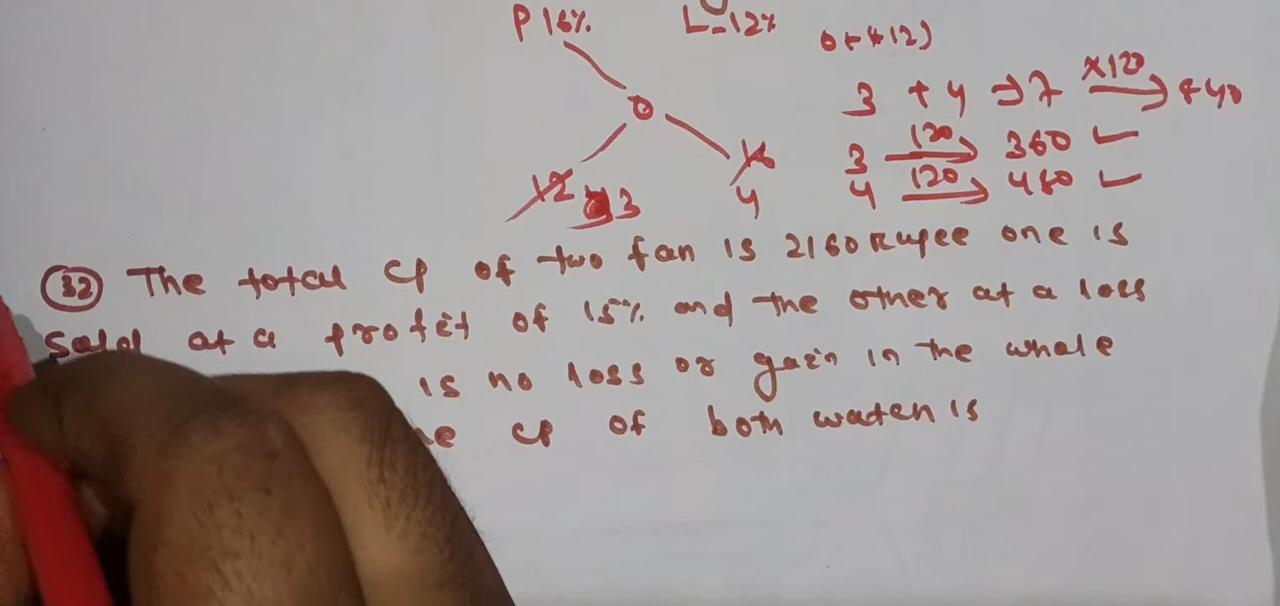 P 16% L-12%
3 + 4 → 7 ×120 → 840
0
3 120 → 360 ✓
12 3 16 4
4 120 → 480 ✓
32 The total CP of two fan is 2160 Rupee one is
Sold at a profit of 15% and the other at a loss
is no loss or gain in the whole
CP of both watch is